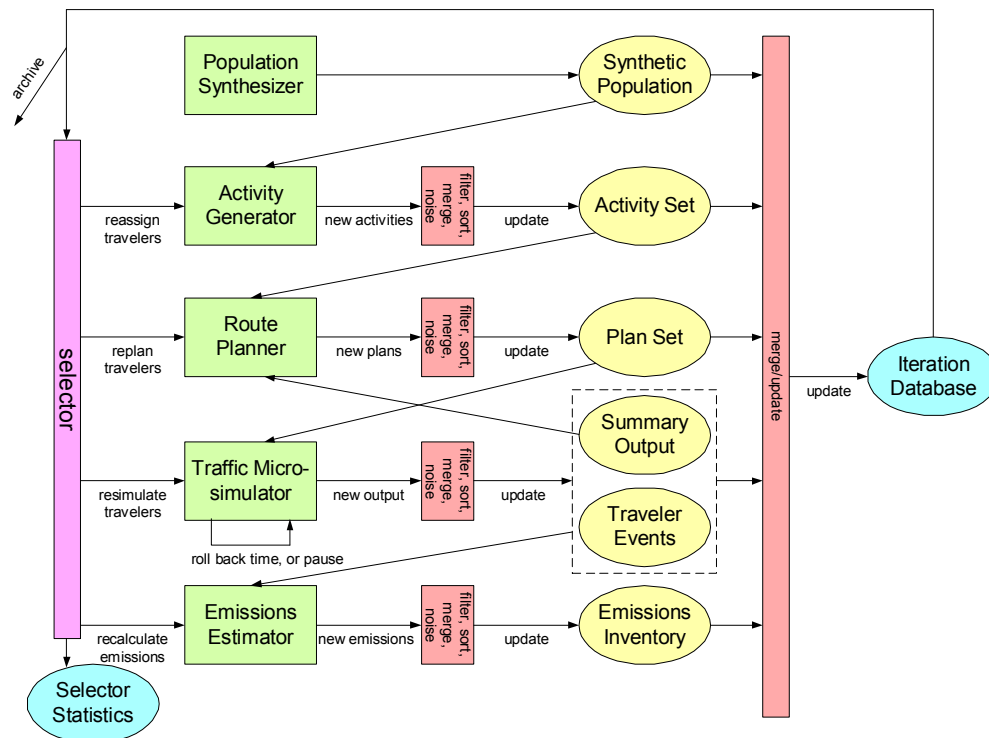 archive
Population
Synthesizer
Synthetic
Population
selector
reassign
travelers
Activity
Generator
new activities
filter, sort,
merge,
noise
update
Activity Set
replan
travelers
Route
Planner
new plans
filter, sort,
merge,
noise
update
Plan Set
merge/update
update
Iteration
Database
Summary
Output
resimulate
travelers
Traffic Micro-
simulator
new output
filter, sort,
merge,
noise
update
Traveler
Events
roll back time, or pause
recalculate
emissions
Emissions
Estimator
new emissions
filter, sort,
merge,
noise
update
Emissions
Inventory
Selector
Statistics